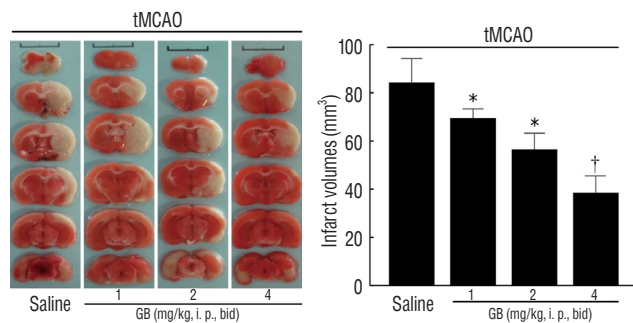 tMCAO
Saline
1
2
4
GB (mg/kg, i. p., bid)
tMCAO
Infarct volumes (mm³)
100
80
60
40
20
0
*
*
†
Saline
1
2
4
GB (mg/kg, i. p., bid)